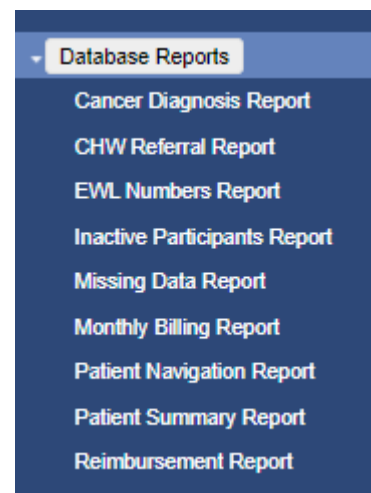 Database Reports
Cancer Diagnosis Report
CHW Referral Report
EWL Numbers Report
Inactive Participants Report
Missing Data Report
Monthly Billing Report
Patient Navigation Report
Patient Summary Report
Reimbursement Report